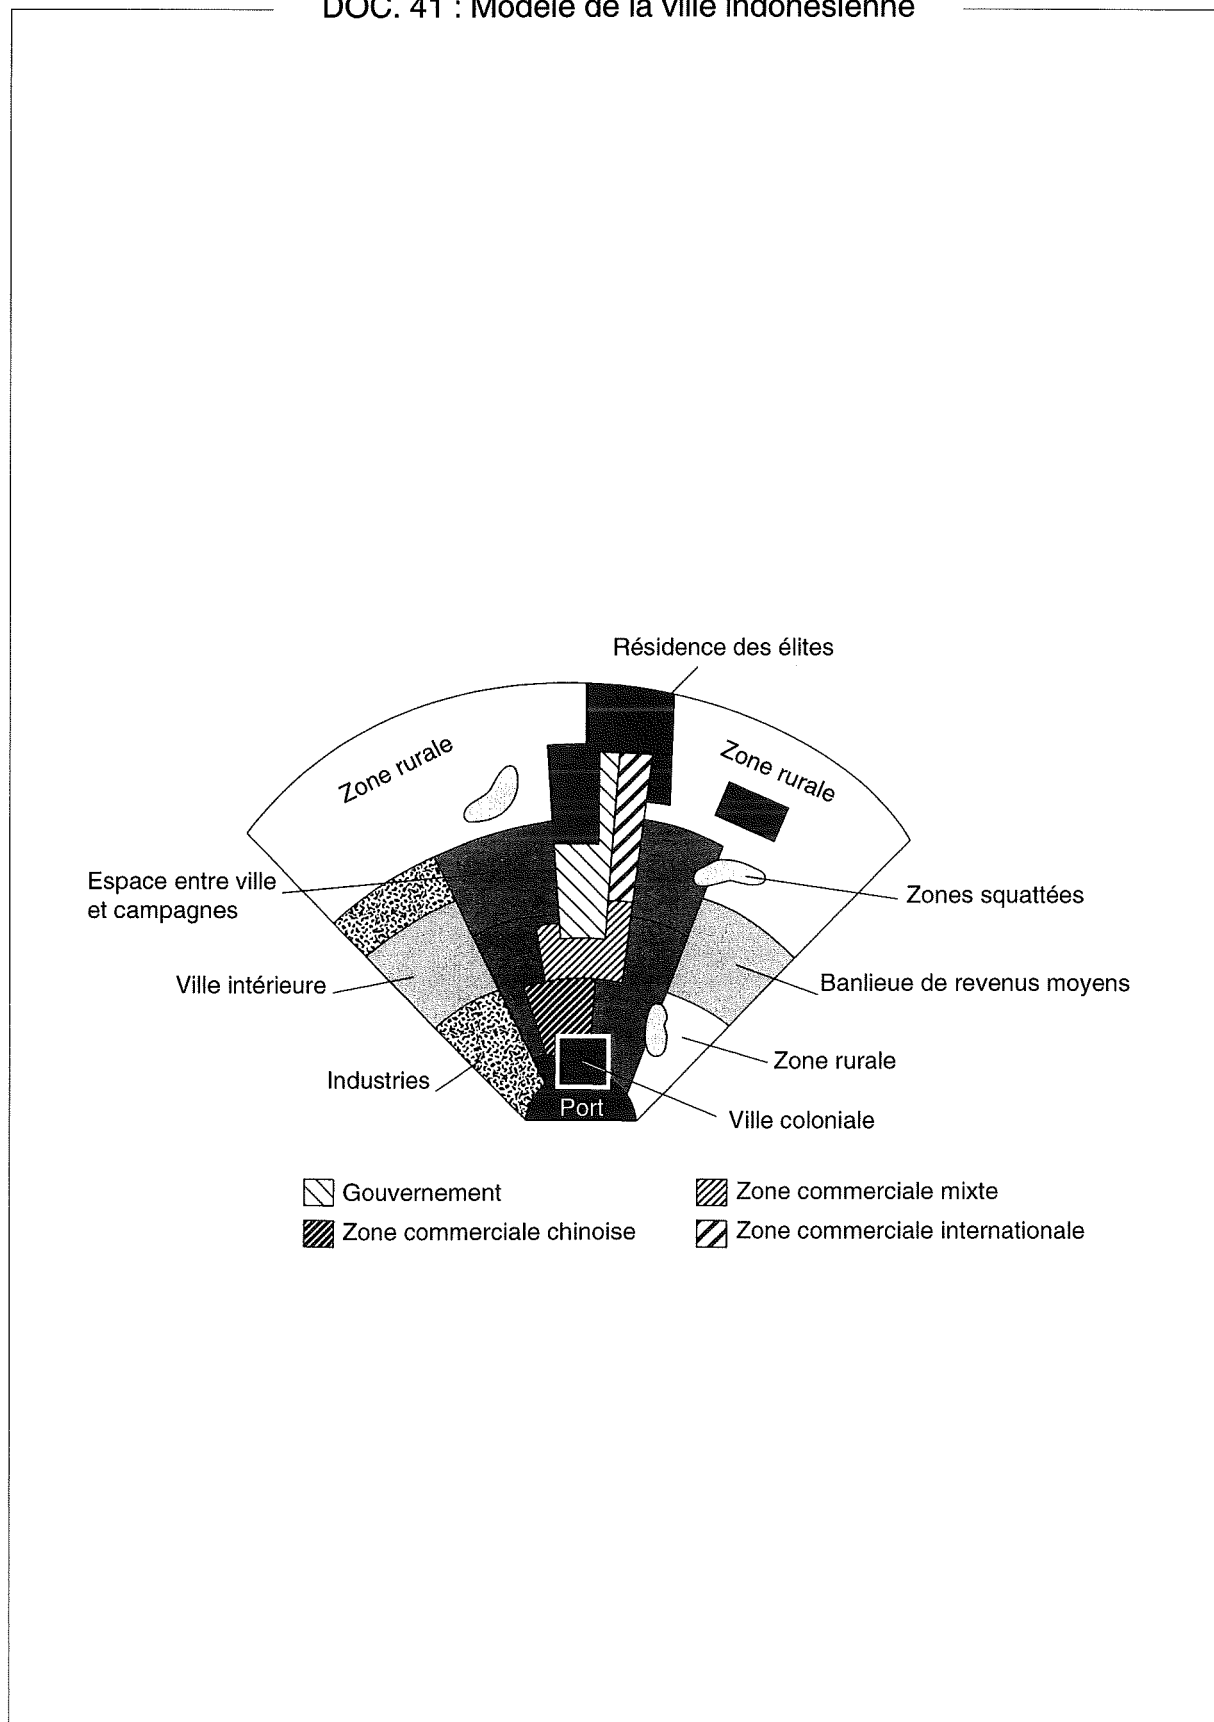 DOC. 41 : Modèle de la ville indonésienne
Résidence des élites
Zone rurale
Zone rurale
Espace entre ville
et campagnes
Zones squattées
Ville intérieure
Banlieue de revenus moyens
Zone rurale
Industries
Port
Ville coloniale
Gouvernement
Zone commerciale mixte
Zone commerciale chinoise
Zone commerciale internationale